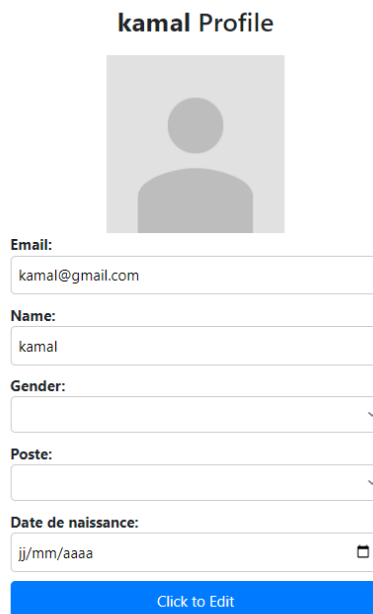 kamal Profile
Email:
kamal@gmail.com
Name:
kamal
Gender:
Poste:
Date de naissance:
jj/mm/aaaa
Click to Edit